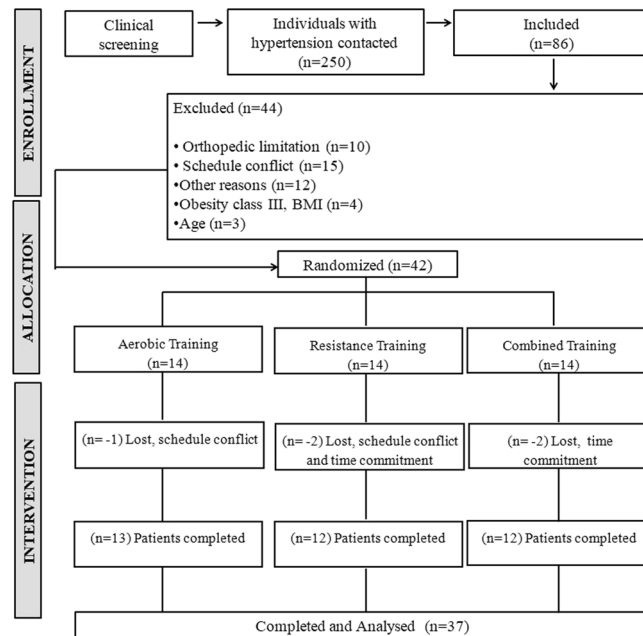 ENROLLMENT
Clinical
screening
Individuals with
hypertension contacted
(n=250)
Included
(n=86)
Excluded (n=44)
• Orthopedic limitation (n=10)
• Schedule conflict (n=15)
•Other reasons (n=12)
•Obesity class III, BMI (n=4)
•Age (n=3)
ALLOCATION
Randomized (n=42)
Aerobic Training
(n=14)
Resistance Training
(n=14)
Combined Training
(n=14)
INTERVENTION
(n= -1) Lost, schedule conflict
(n= -2) Lost, schedule conflict
and time commitment
(n= -2) Lost, time
commitment
(n=13) Patients completed
(n=12) Patients completed
(n=12) Patients completed
Completed and Analysed (n=37)